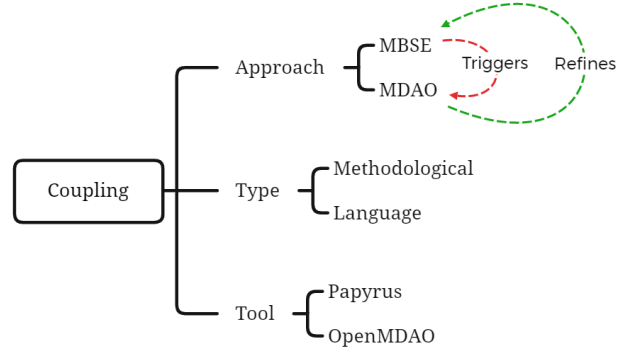 Approach
MBSE
MDAO
Triggers
Refines
Coupling
Type
Methodological
Language
Tool
Papyrus
OpenMDAO